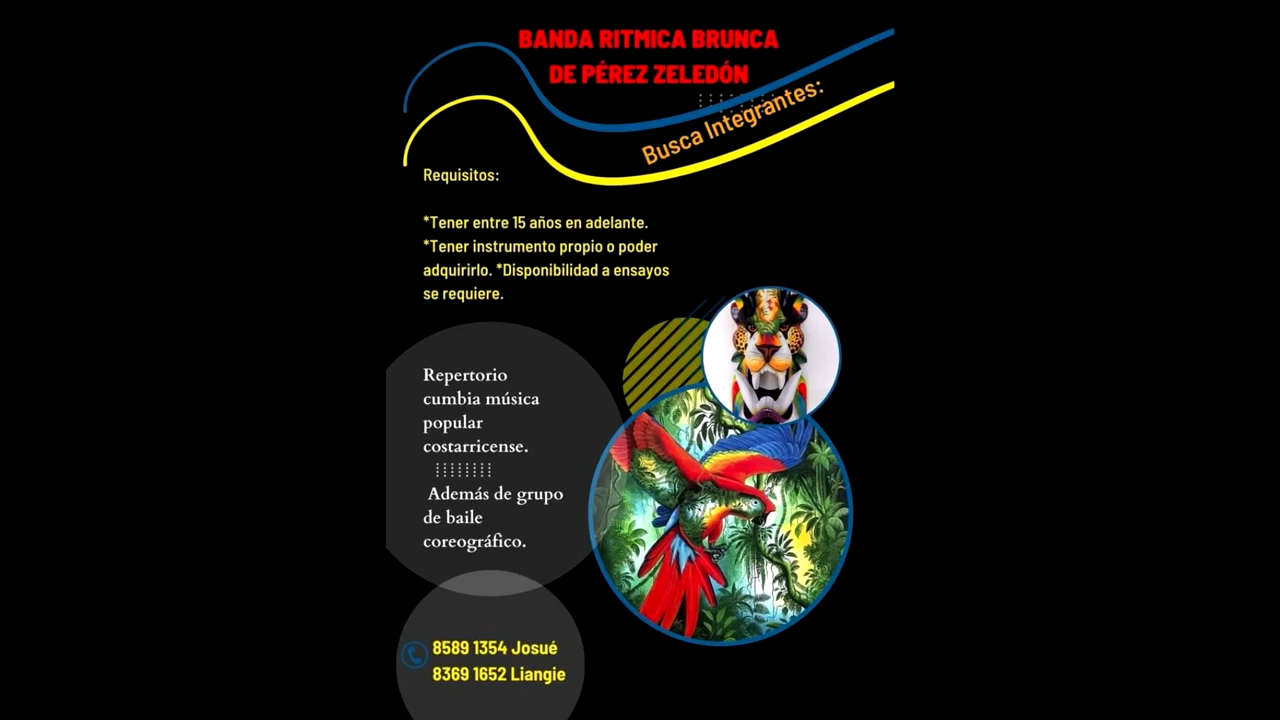 BANDA RITMICA BRUNCA
DE PÉREZ ZELEDÓN
Busca Integrantes:
Requisitos:
*Tener entre 15 años en adelante.
*Tener instrumento propio o poder
adquirirlo. *Disponibilidad a ensayos
se requiere.
Repertorio
cumbia música
popular
costarricense.
Además de grupo
de baile
coreográfico.
8589 1354 Josué
8369 1652 Liangie